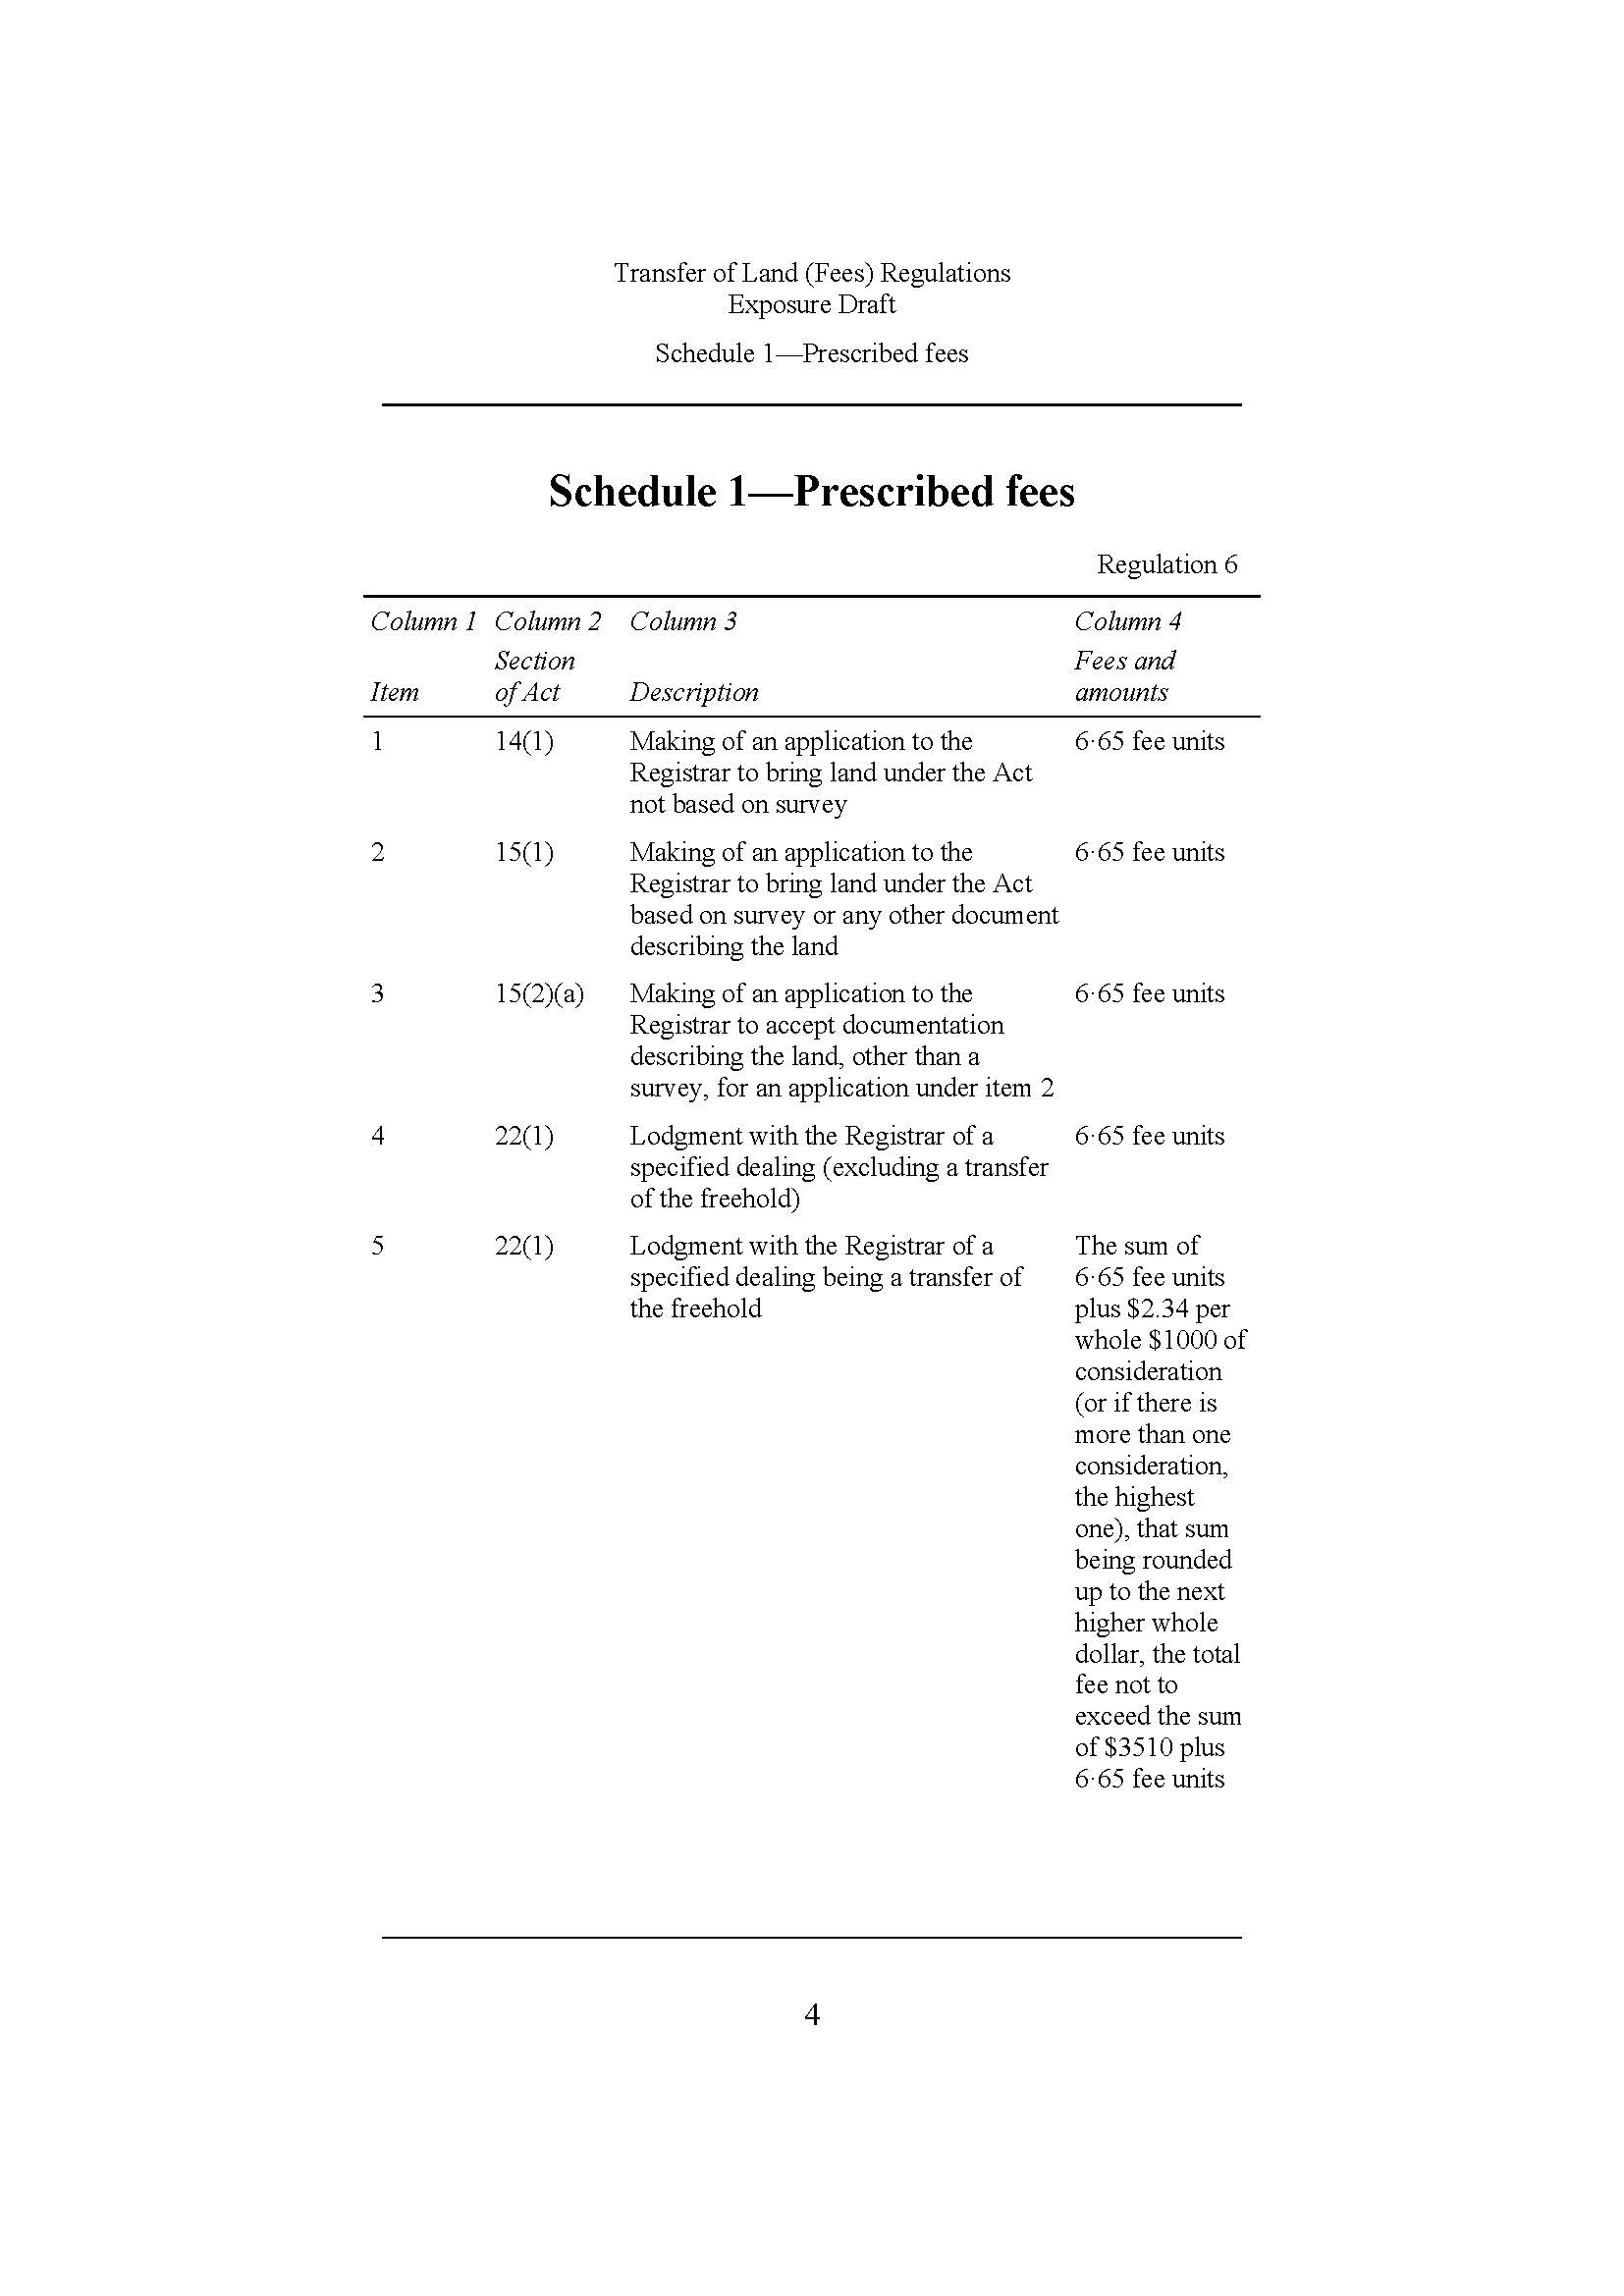 Transfer of Land (Fees) Regulations
Exposure Draft
Schedule 1—Prescribed fees
Schedule 1—Prescribed fees
Regulation 6
Column 1 Column 2 Column 3 Column 4
Section Fees and
Item of Act Description amounts
1 14(1) Making of an application to the 6·65 fee units
Registrar to bring land under the Act
not based on survey
2 15(1) Making of an application to the 6·65 fee units
Registrar to bring land under the Act
based on survey or any other document
describing the land
3 15(2)(a) Making of an application to the 6·65 fee units
Registrar to accept documentation
describing the land, other than a
survey, for an application under item 2
4 22(1) Lodgment with the Registrar of a 6·65 fee units
specified dealing (excluding a transfer
of the freehold)
5 22(1) Lodgment with the Registrar of a The sum of
specified dealing being a transfer of 6·65 fee units
the freehold plus $2.34 per
whole $1000 of
consideration
(or if there is
more than one
consideration,
the highest
one), that sum
being rounded
up to the next
higher whole
dollar, the total
fee not to
exceed the sum
of $3510 plus
6·65 fee units
4